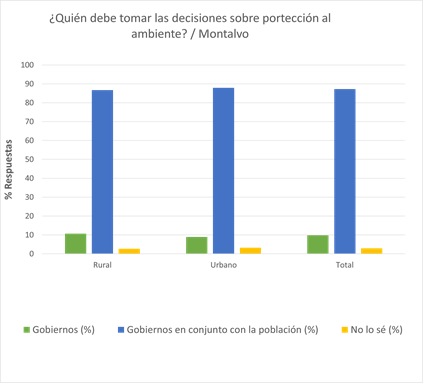 ¿Quién debe tomar las decisiones sobre portección al
ambiente? / Montalvo
% Respuestas
100
90
80
70
60
50
40
30
20
10
0
Rural Urbano Total
Gobiernos (%) Gobiernos en conjunto con la población (%) No lo sé (%)